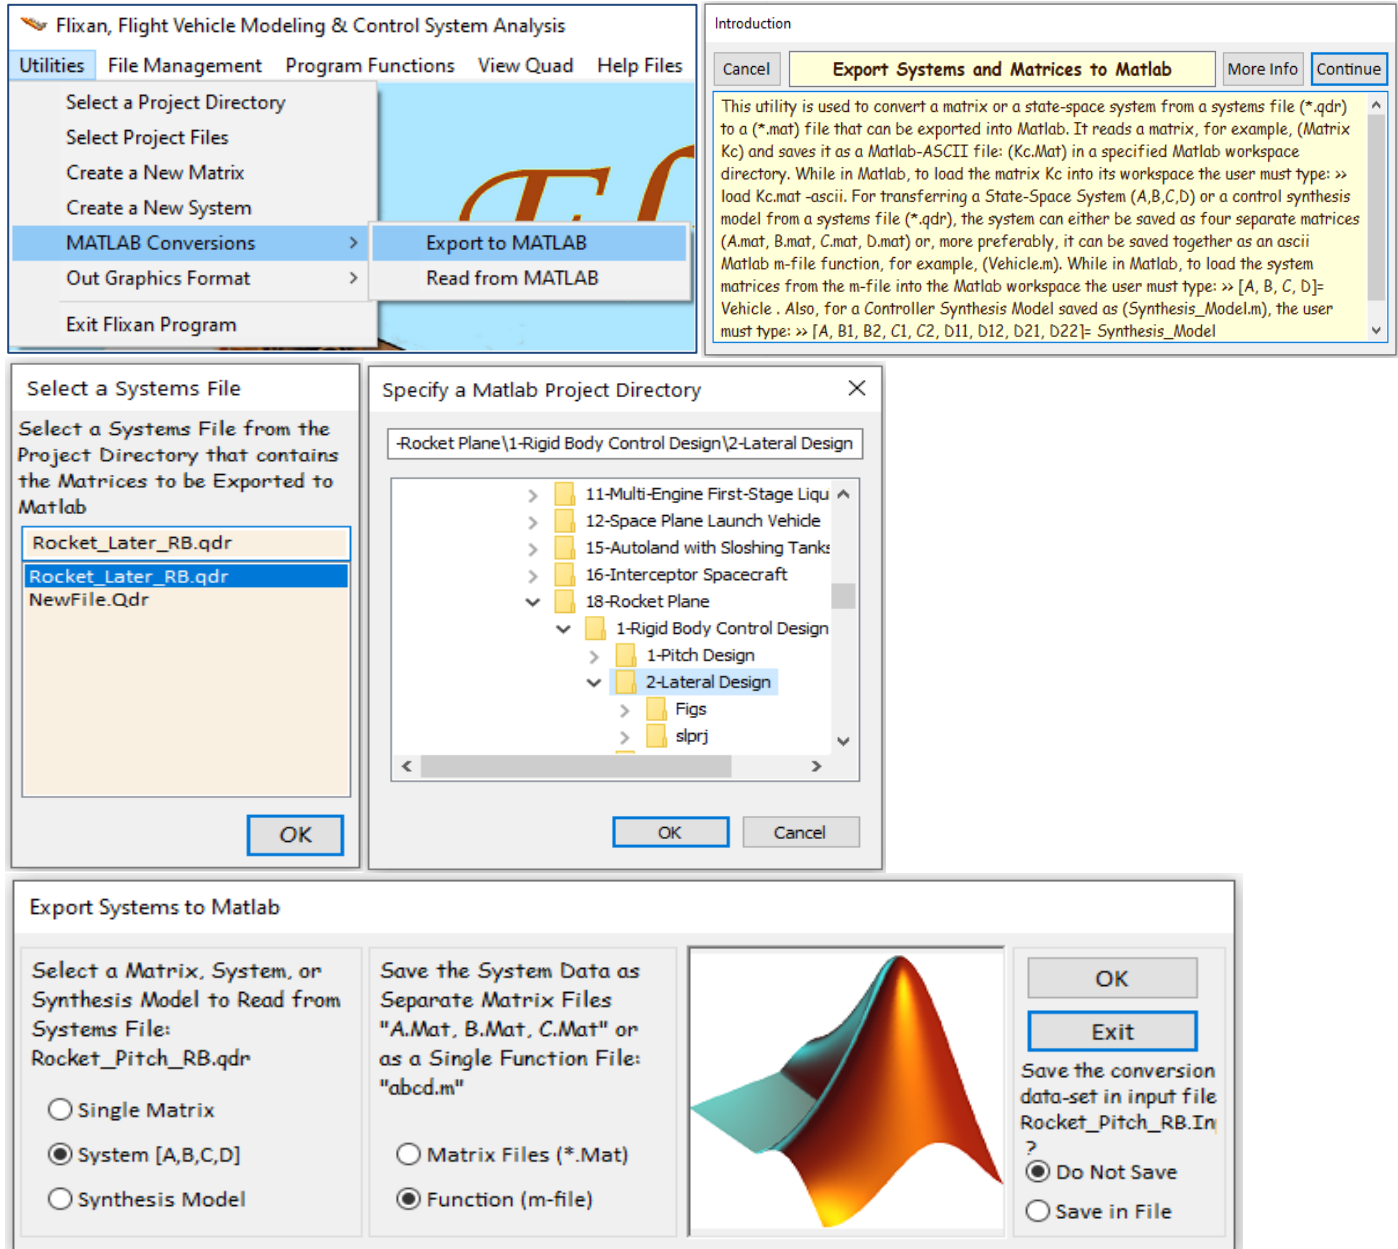 Flixan, Flight Vehicle Modeling & Control System Analysis
Utilities File Management Program Functions View Quad Help Files
Select a Project Directory
Select Project Files
Create a New Matrix
Create a New System
MATLAB Conversions >
Out Graphics Format >
Exit Flixan Program
Export to MATLAB
Read from MATLAB
Introduction
Cancel Export Systems and Matrices to Matlab More Info Continue
This utility is used to convert a matrix or a state-space system from a systems file (*.qdr)
to a (*.mat) file that can be exported into Matlab. It reads a matrix, for example, (Matrix
Kc) and saves it as a Matlab-ASCII file: (Kc.Mat) in a specified Matlab workspace
directory. While in Matlab, to load the matrix Kc into its workspace the user must type: >>
load Kc.mat -ascii. For transferring a State-Space System (A,B,C,D) or a control synthesis
model from a systems file (*.qdr), the system can either be saved as four separate matrices
(A.mat, B.mat, C.mat, D.mat) or, more preferably, it can be saved together as an ascii
Matlab m-file function, for example, (Vehicle.m). While in Matlab, to load the system
matrices from the m-file into the Matlab workspace the user must type: >> [A, B, C, D]=
Vehicle . Also, for a Controller Synthesis Model saved as (Synthesis_Model.m), the user
must type: >> [A, B1, B2, C1, C2, D11, D12, D21, D22]= Synthesis_Model
Select a Systems File
Select a Systems File from the
Project Directory that contains
the Matrices to be Exported to
Matlab
Rocket_Later_RB.qdr
Rocket_Later_RB.qdr
NewFile.Qdr
OK
Specify a Matlab Project Directory
-Rocket Plane\1-Rigid Body Control Design\2-Lateral Design
11-Multi-Engine First-Stage Liqu
12-Space Plane Launch Vehicle
15-Autoland with Sloshing Tanks
16-Interceptor Spacecraft
18-Rocket Plane
1-Rigid Body Control Design
1-Pitch Design
2-Lateral Design
Figs
slprj
OK Cancel
Export Systems to Matlab
Select a Matrix, System, or
Synthesis Model to Read from
Systems File:
Rocket_Pitch_RB.qdr
Single Matrix
System [A,B,C,D]
Synthesis Model
Save the System Data as
Separate Matrix Files
"A.Mat, B.Mat, C.Mat" or
as a Single Function File:
"abcd.m"
Matrix Files (*.Mat)
Function (m-file)
OK
Exit
Save the conversion
data-set in input file
Rocket_Pitch_RB.In
?
Do Not Save
Save in File